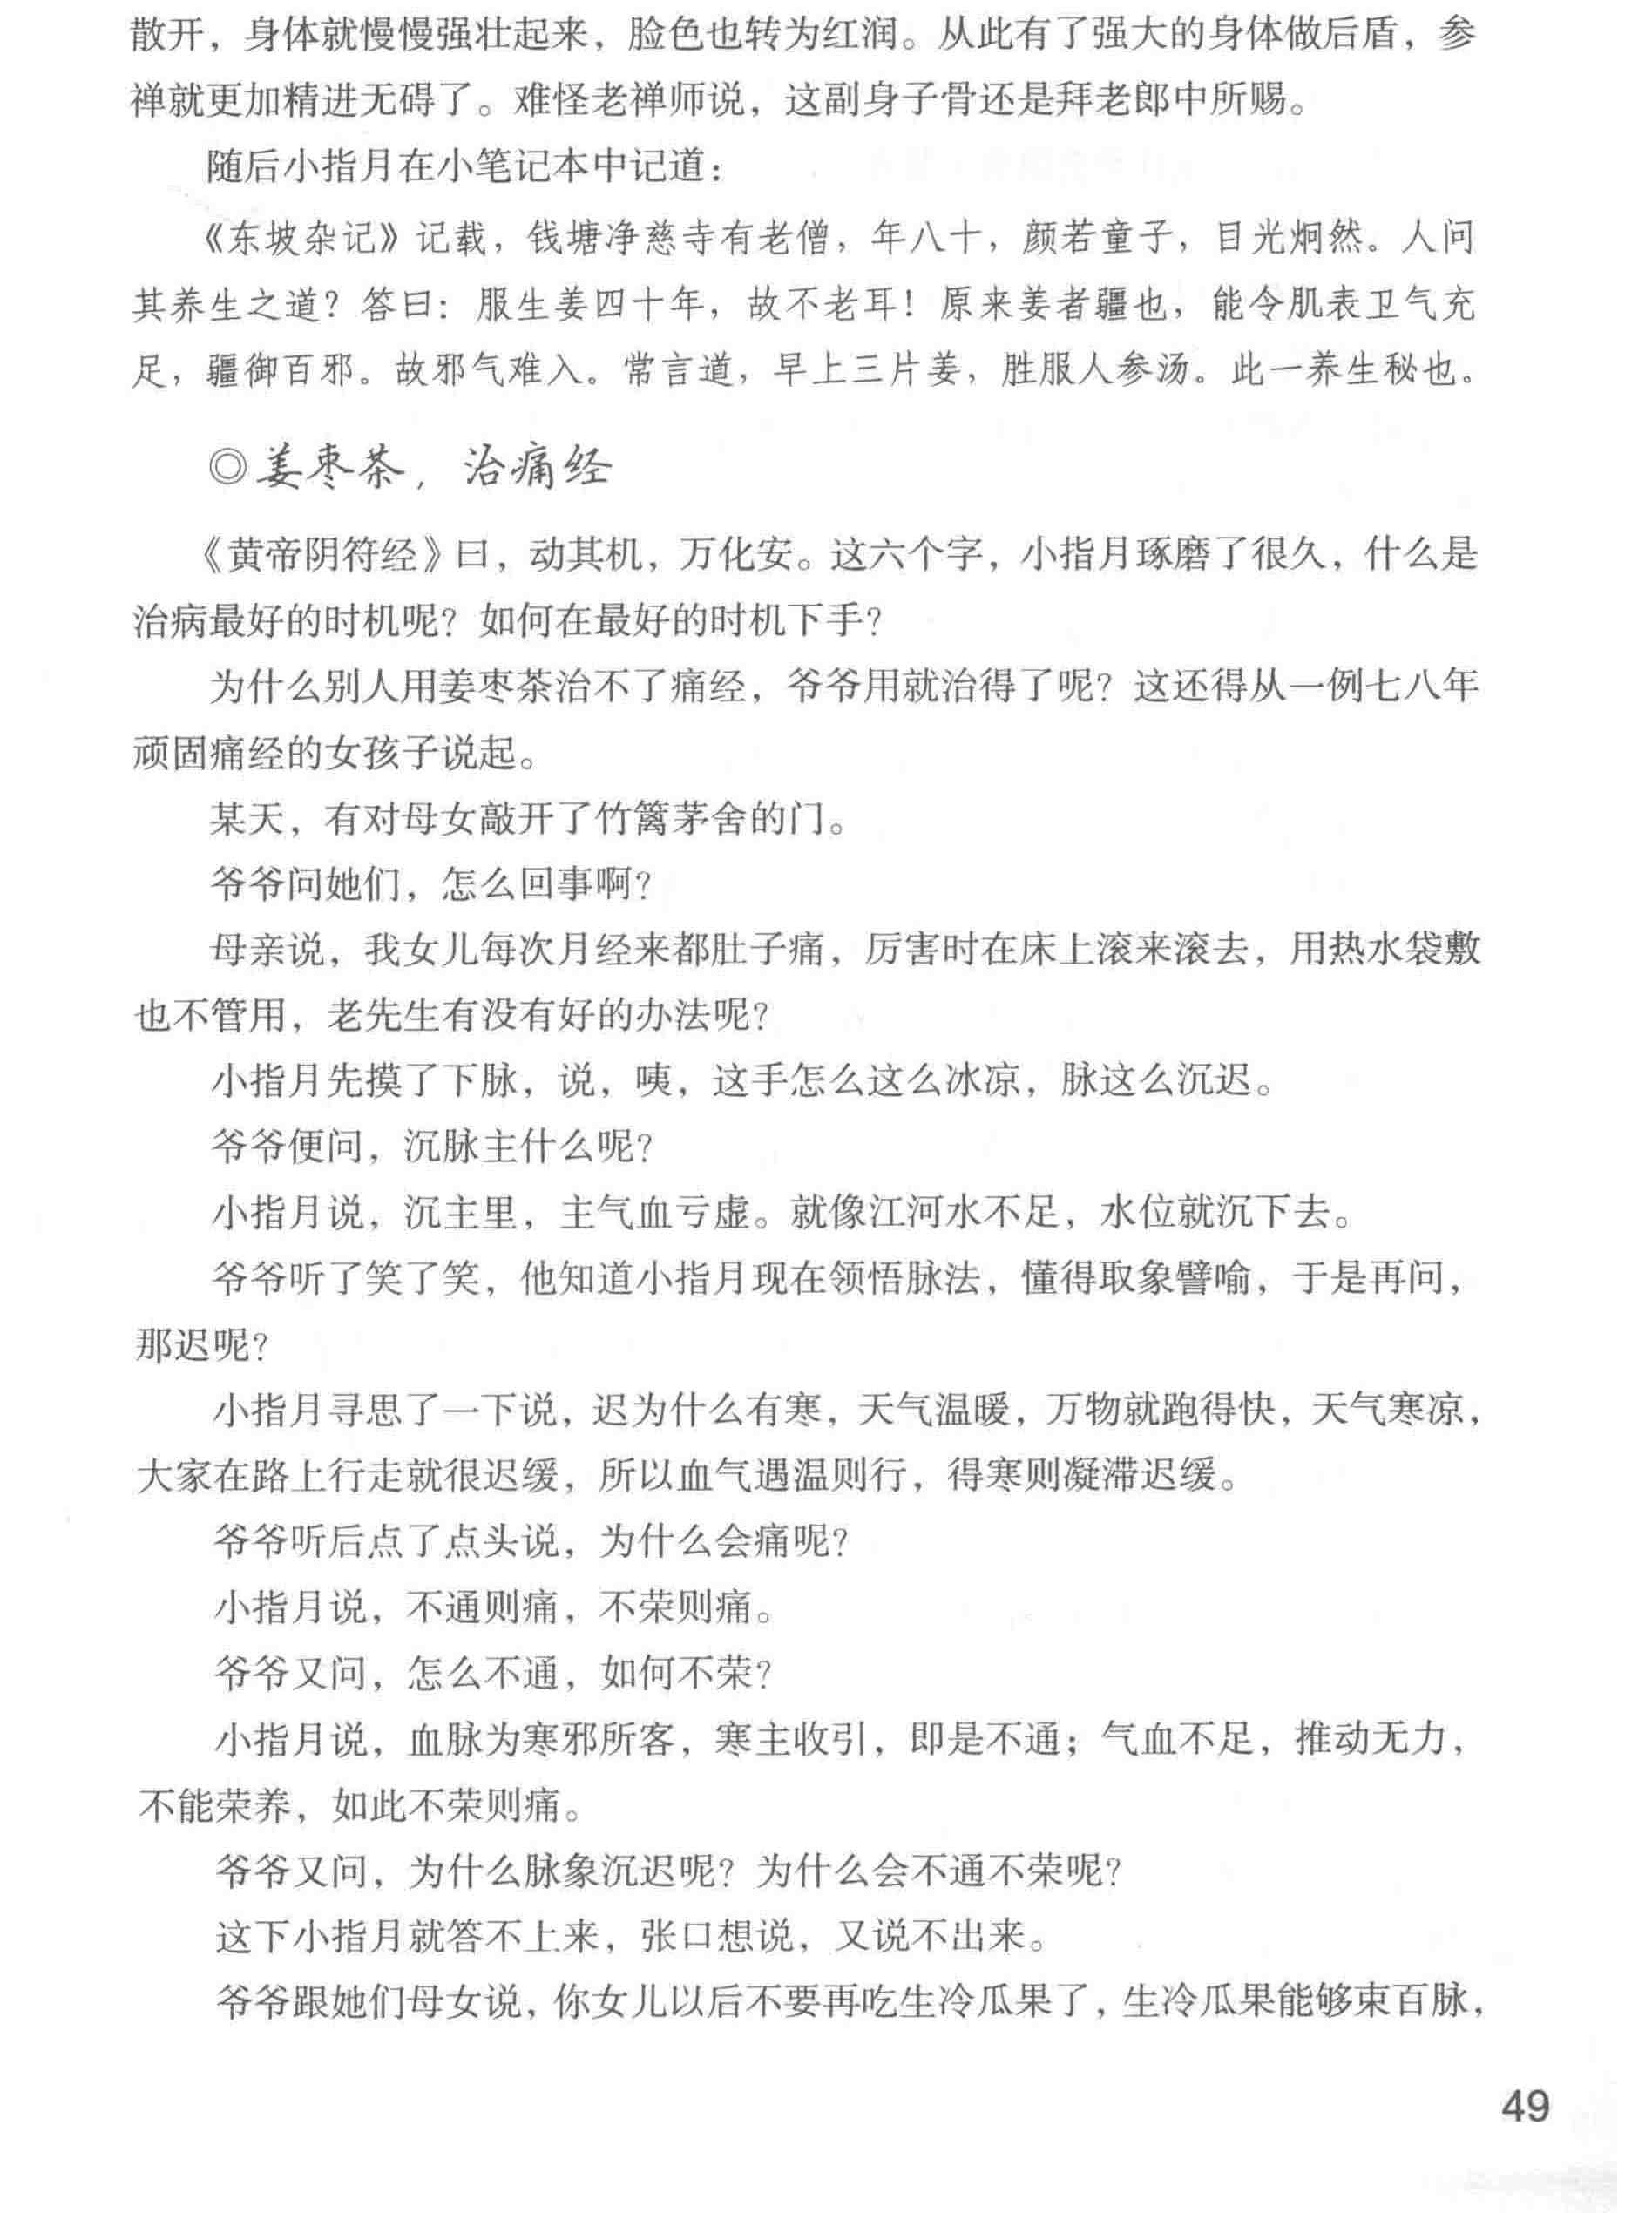 散开，身体就慢慢强壮起来，脸色也转为红润。从此有了强大的身体做后盾，参
禅就更加精进无碍了。难怪老禅师说，这副身子骨还是拜老郎中所赐。
随后小指月在小笔记本中记道：
《东坡杂记》记载，钱塘净慈寺有老僧，年八十，颜若童子，目光炯然。人问
其养生之道？答曰：服生姜四十年，故不老耳！原来姜者疆也，能令肌表卫气充
足，疆御百邪。故邪气难入。常言道，早上三片姜，胜服人参汤。此一养生秘也。
◎姜枣茶，治痛经
《黄帝阴符经》曰，动其机，万化安。这六个字，小指月琢磨了很久，什么是
治病最好的时机呢？如何在最好的时机下手？
为什么别人用姜枣茶治不了痛经，爷爷用就治得了呢？这还得从一例七八年
顽固痛经的女孩子说起。
某天，有对母女敲开了竹篱茅舍的门。
爷爷问她们，怎么回事啊？
母亲说，我女儿每次月经来都肚子痛，厉害时在床上滚来滚去，用热水袋敷
也不管用，老先生有没有好的办法呢？
小指月先摸了下脉，说，咦，这手怎么这么冰凉，脉这么沉迟。
爷爷便问，沉脉主什么呢？
小指月说，沉主里，主气血亏虚。就像江河水不足，水位就沉下去。
爷爷听了笑了笑，他知道小指月现在领悟脉法，懂得取象譬喻，于是再问，
那迟呢？
小指月寻思了一下说，迟为什么有寒，天气温暖，万物就跑得快，天气寒凉，
大家在路上行走就很迟缓，所以血气遇温则行，得寒则凝滞迟缓。
爷爷听后点了点头说，为什么会痛呢？
小指月说，不通则痛，不荣则痛。
爷爷又问，怎么不通，如何不荣？
小指月说，血脉为寒邪所客，寒主收引，即是不通；气血不足，推动无力，
不能荣养，如此不荣则痛。
爷爷又问，为什么脉象沉迟呢？为什么会不通不荣呢？
这下小指月就答不上来，张口想说，又说不出来。
爷爷跟她们母女说，你女儿以后不要再吃生冷瓜果了，生冷瓜果能够束百脉，
49